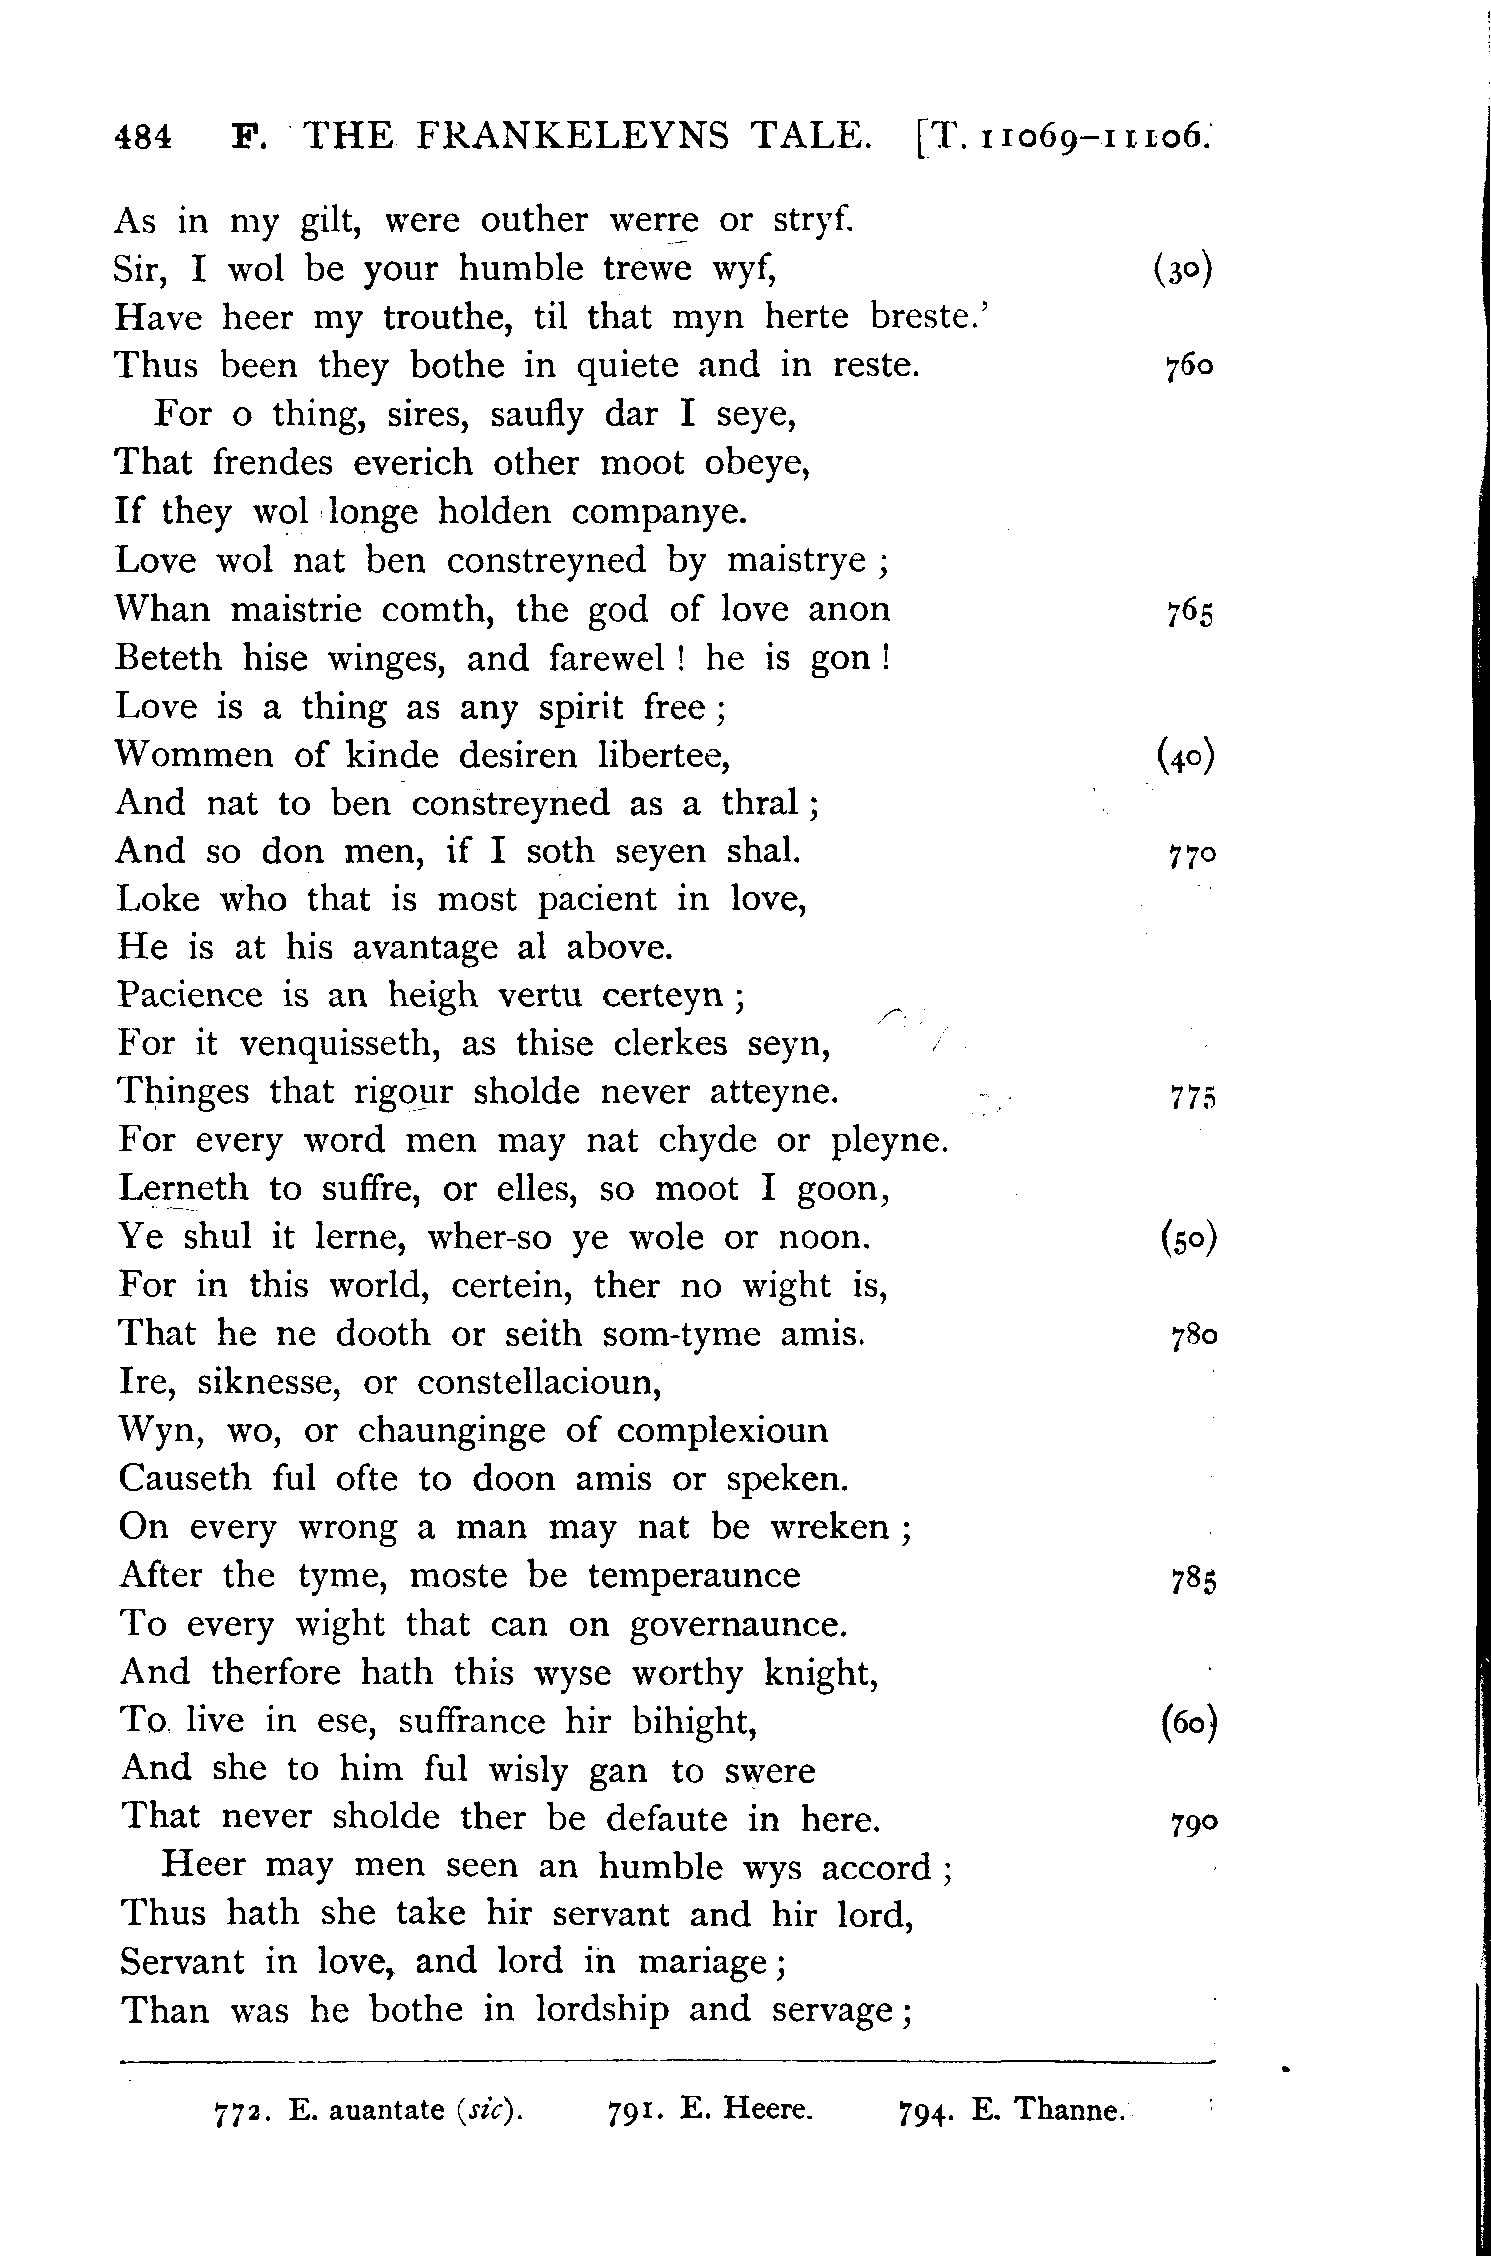 484 F. THE FRANKELEYNS TALE. [T. 11069–11106.
As in my gilt, were outher werre or stryf.
Sir, I wol be your humble trewe wyf, (30)
Have heer my trouthe, til that myn herte breste.’
Thus been they bothe in quiete and in reste. 760
For o thing, sires, saufly dar I seye,
That frendes everich other moot obeye,
If they wol longe holden companye.
Love wol nat ben constreyned by maistrye ;
Whan maistrie comth, the god of love anon 765
Beteth hise winges, and farewel ! he is gon !
Love is a thing as any spirit free ;
Wommen of kinde desiren libertee, (40)
And nat to ben constreyned as a thral ;
And so don men, if I soth seyen shal. 770
Loke who that is most pacient in love,
He is at his avantage al above.
Pacience is an heigh vertu certeyn ;
For it venquisseth, as thise clerkes seyn,
Thinges that rigour sholde never atteyne. 775
For every word men may nat chyde or pleyne.
Lerneth to suffre, or elles, so moot I goon,
Ye shul it lerne, wher-so ye wole or noon. (50)
For in this world, certein, ther no wight is,
That he ne dooth or seith som-tyme amis. 780
Ire, siknesse, or constellacioun,
Wyn, wo, or chaunginge of complexioun
Causeth ful ofte to doon amis or speken.
On every wrong a man may nat be wreken ;
After the tyme, moste be temperaunce 785
To every wight that can on governaunce.
And therfore hath this wyse worthy knight,
To live in ese, suffrance hir bihight, (60)
And she to him ful wisly gan to swere
That never sholde ther be defaute in here. 790
Heer may men seen an humble wys accord ;
Thus hath she take hir servant and hir lord,
Servant in love, and lord in mariage ;
Than was he bothe in lordship and servage ;
772. E. auantate (sic). 791. E. Heere. 794. E. Thanne.